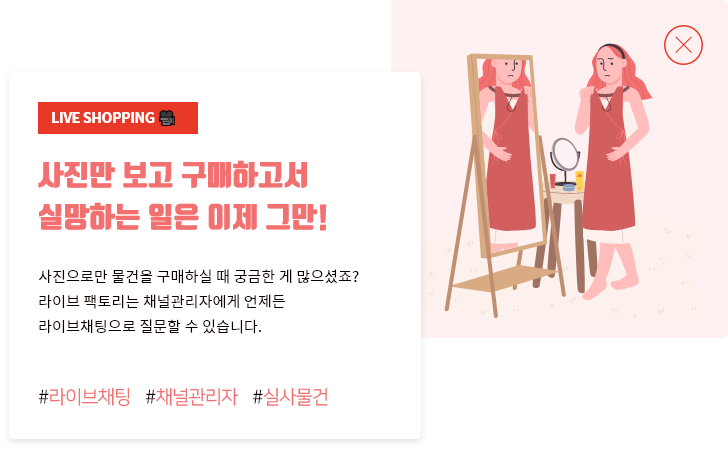 LIVE SHOPPING
사진만 보고 구매하고서
실망하는 일은 이제 그만!
사진으로만 물건을 구매하실 때 궁금한 게 많으셨죠?
라이브 팩토리는 채널관리자에게 언제든
라이브채팅으로 질문할 수 있습니다.
#라이브채팅 #채널관리자 #실사물건